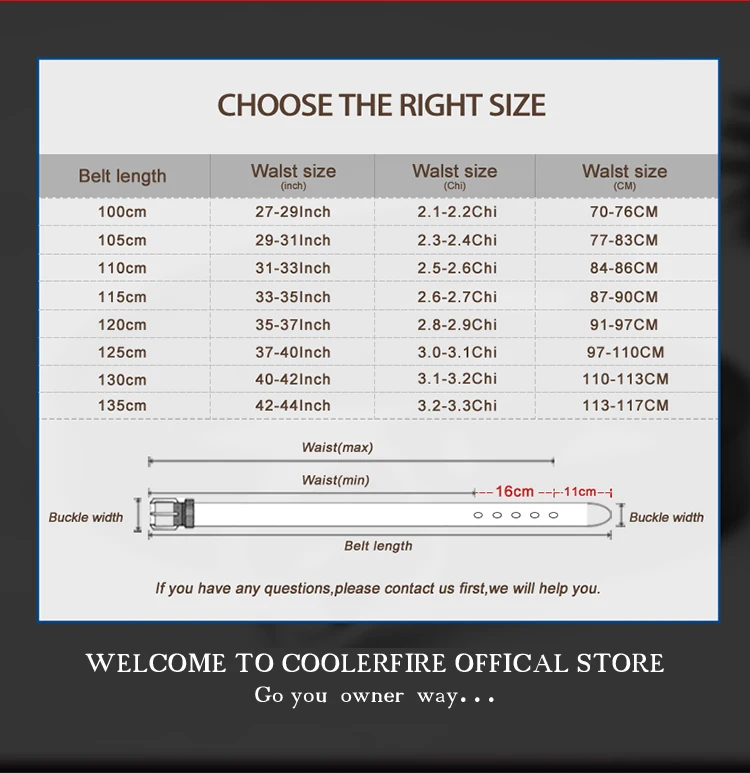 CHOOSE THE RIGHT SIZE
Belt length Walst size (inch) Walst size (Chi) Walst size (CM)
100cm 27-29Inch 2.1-2.2Chi 70-76CM
105cm 29-31Inch 2.3-2.4Chi 77-83CM
110cm 31-33Inch 2.5-2.6Chi 84-86CM
115cm 33-35Inch 2.6-2.7Chi 87-90CM
120cm 35-37Inch 2.8-2.9Chi 91-97CM
125cm 37-40Inch 3.0-3.1Chi 97-110CM
130cm 40-42Inch 3.1-3.2Chi 110-113CM
135cm 42-44Inch 3.2-3.3Chi 113-117CM
Waist(max)
Waist(min)
16cm 11cm
Buckle width Buckle width
Belt length
If you have any questions,please contact us first,we will help you.
WELCOME TO COOLERFIRE OFFICAL STORE
Go you owner way...